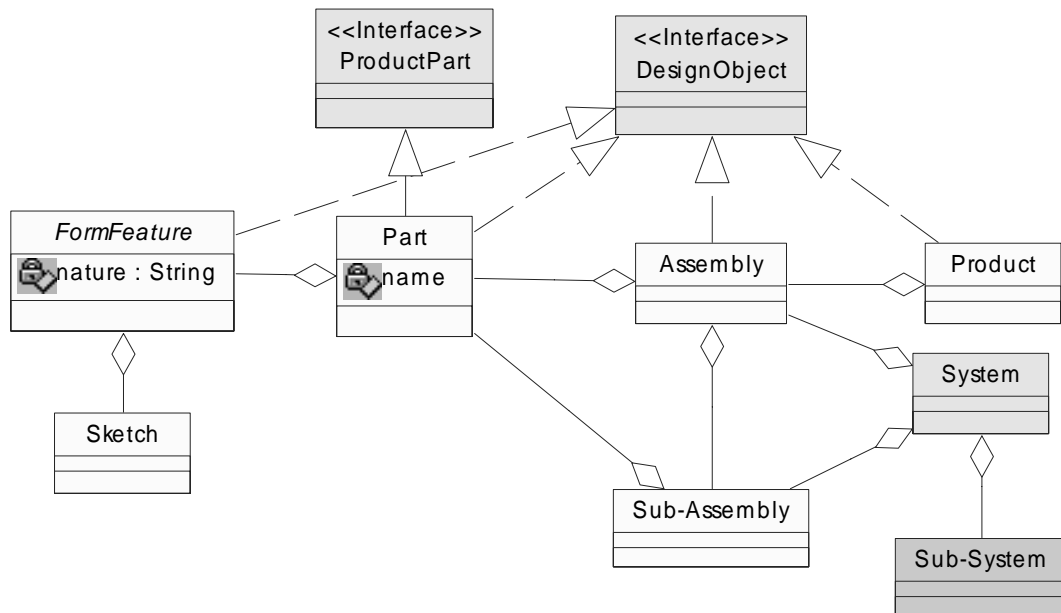 <<Interface>>
ProductPart
<<Interface>>
DesignObject
FormFeature
nature : String
Part
name
Assembly
Product
System
Sketch
Sub-Assembly
Sub-System